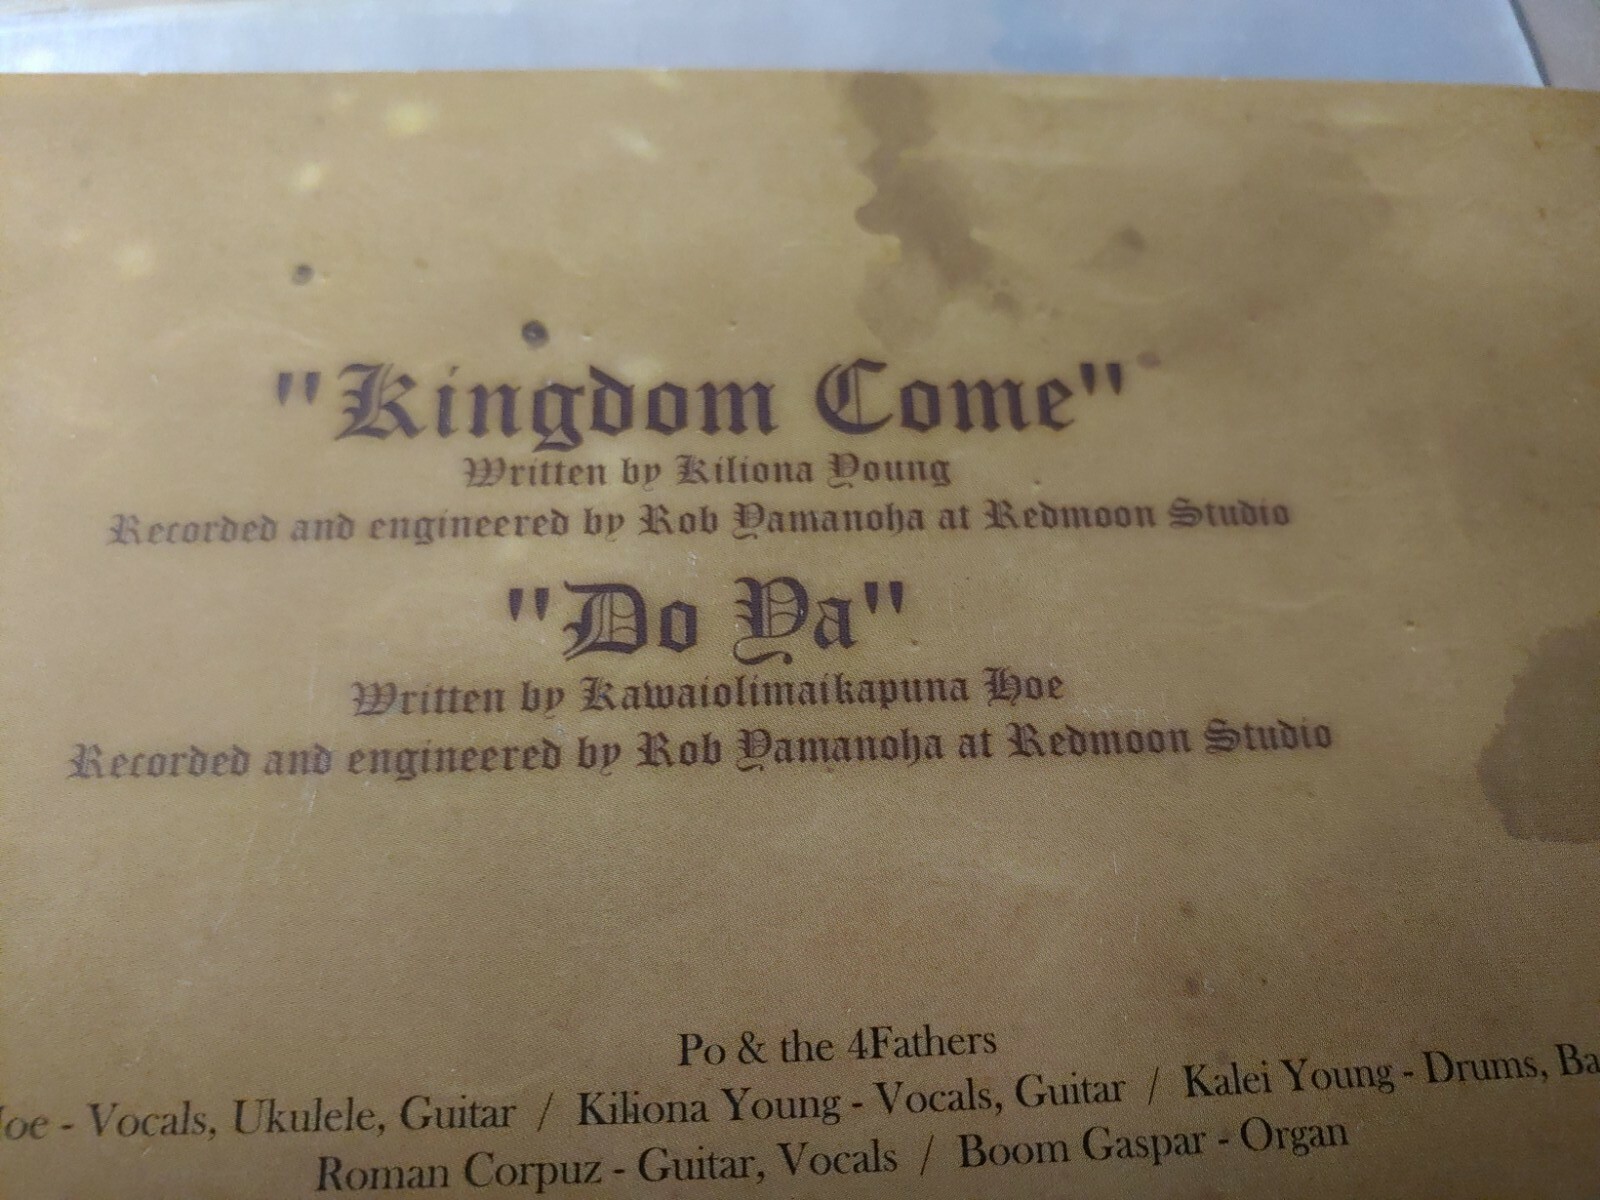 "Kingdom Come"
Written by Kiliona Young
Recorded and engineered by Rob Yamanoha at Redmoon Studio
"Do Ya"
Written by Kawaiolimaikapuna Hoe
Recorded and engineered by Rob Yamanoha at Redmoon Studio
Po & the 4Fathers
- Vocals, Ukulele, Guitar / Kiliona Young - Vocals, Guitar / Kalei Young - Drums,
Roman Corpuz - Guitar, Vocals / Boom Gaspar - Organ